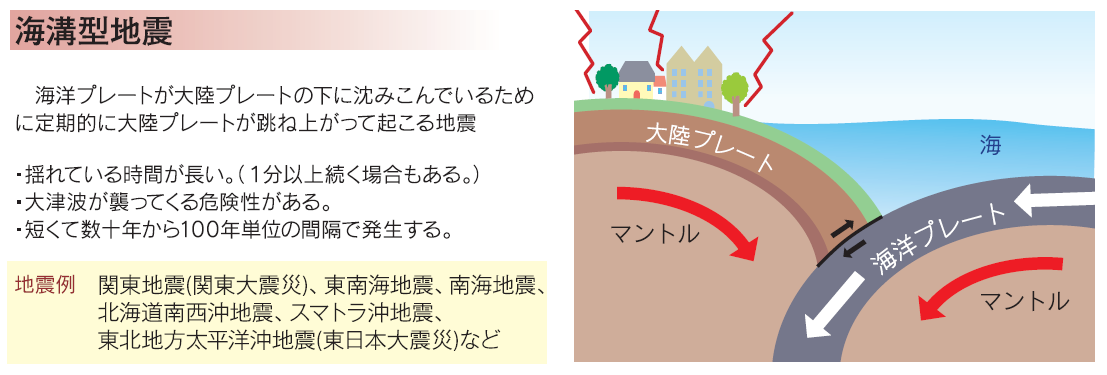 海溝型地震
海洋プレートが大陸プレートの下に沈みこんでいるため
に定期的に大陸プレートが跳ね上がって起こる地震
・揺れている時間が長い。（１分以上続く場合もある。）
・大津波が襲ってくる危険性がある。
・短くて数十年から100年単位の間隔で発生する。
地震例 関東地震(関東大震災)、東南海地震、南海地震、
北海道南西沖地震、スマトラ沖地震、
東北地方太平洋沖地震(東日本大震災)など
大陸プレート
海
マントル
海洋プレート
マントル